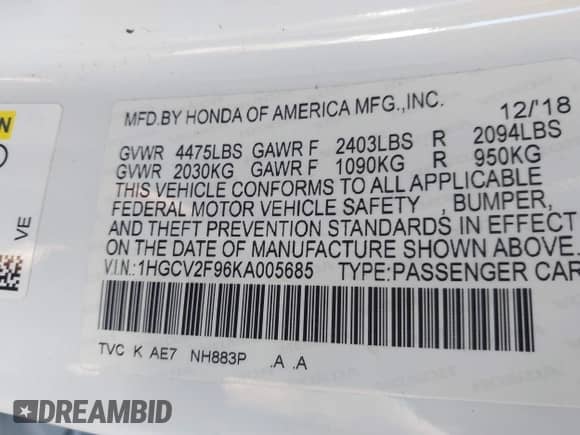 MFD.BY HONDA OF AMERICA MFG.,INC. 12/'18
GVWR 4475LBS GAWR F 2403LBS R 2094LBS
GVWR 2030KG GAWR F 1090KG R 950KG
THIS VEHICLE CONFORMS TO ALL APPLICABLE
FEDERAL MOTOR VEHICLE SAFETY , BUMPER,
AND THEFT PREVENTION STANDARDS IN EFFECT
ON THE DATE OF MANUFACTURE SHOWN ABOVE.
V.I.N.:1HGCV2F96KA005685 TYPE:PASSENGER CAR
TVC K AE7 NH883P .A .A
VE
DREAMBID